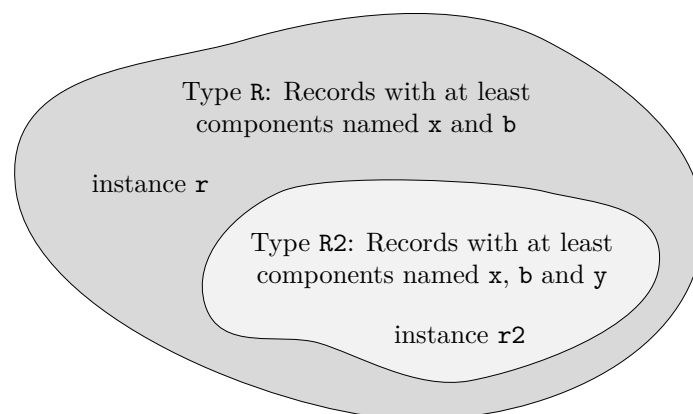 Type R: Records with at least
components named x and b
instance r
Type R2: Records with at least
components named x, b and y
instance r2